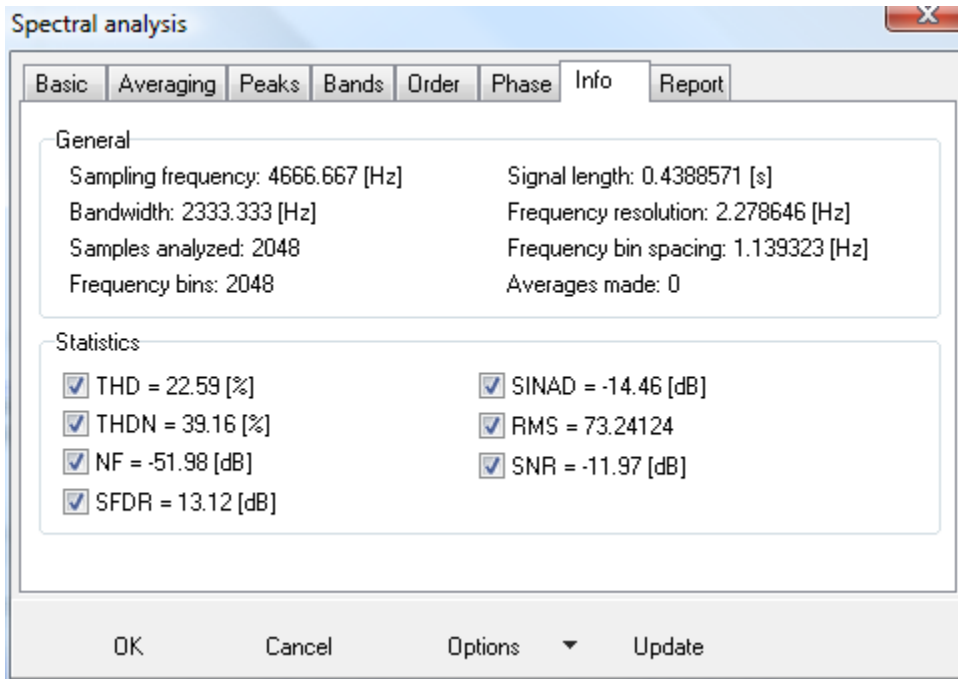 Spectral analysis
Basic Averaging Peaks Bands Order Phase Info Report
General
Sampling frequency: 4666.667 [Hz] Signal length: 0.4388571 [s]
Bandwidth: 2333.333 [Hz] Frequency resolution: 2.278646 [Hz]
Samples analyzed: 2048 Frequency bin spacing: 1.139323 [Hz]
Frequency bins: 2048 Averages made: 0
Statistics
THD = 22.59 [%] SINAD = -14.46 [dB]
THDN = 39.16 [%] RMS = 73.24124
NF = -51.98 [dB] SNR = -11.97 [dB]
SFDR = 13.12 [dB]
OK Cancel Options Update